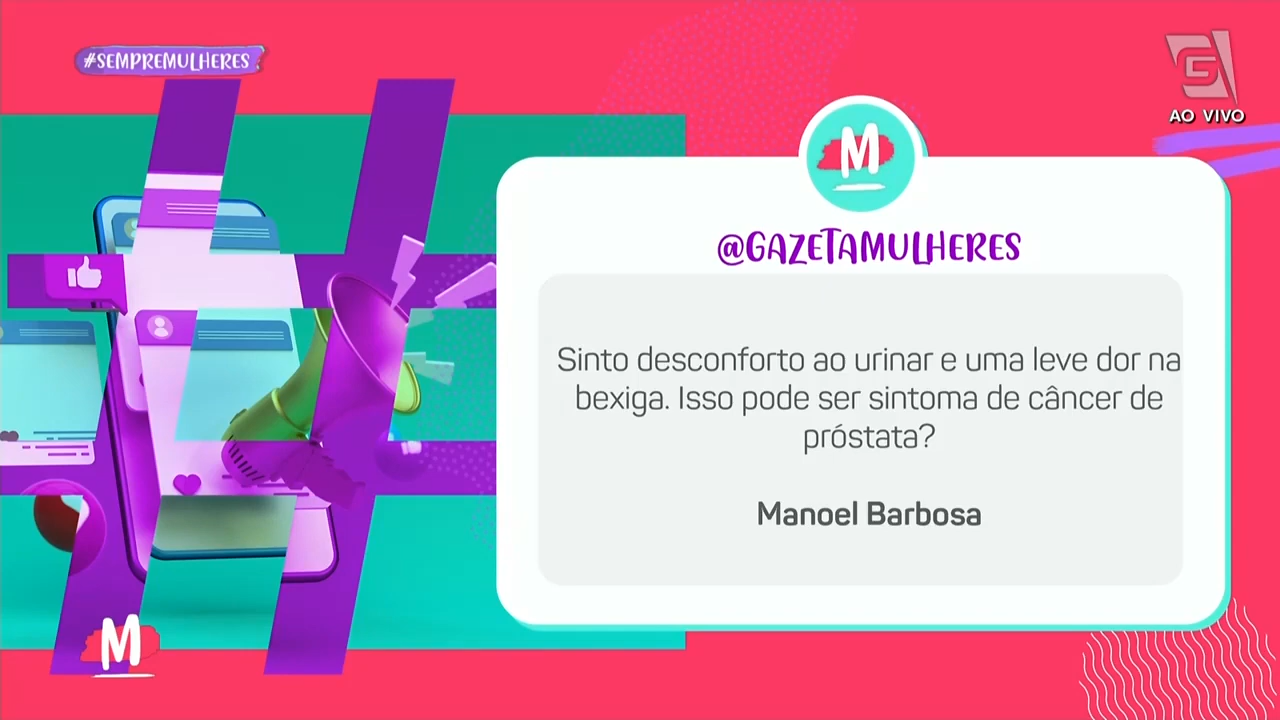 #SEMPREMULHERES
G
AO VIVO
M
@GAZETAMULHERES
Sinto desconforto ao urinar e uma leve dor na
bexiga. Isso pode ser sintoma de câncer de
próstata?
Manoel Barbosa
M